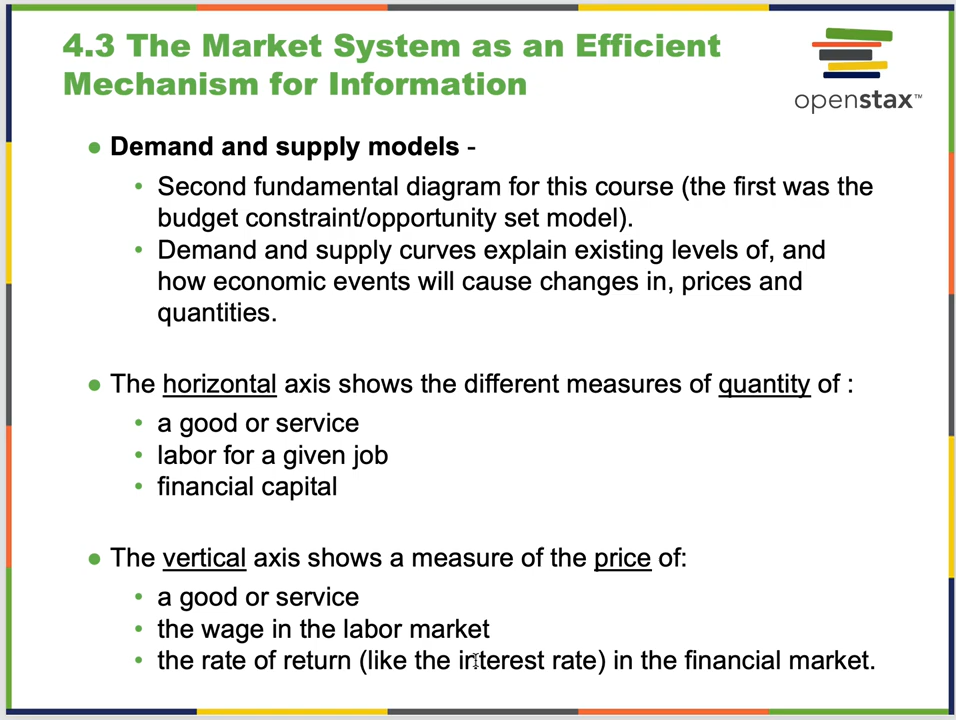 4.3 The Market System as an Efficient
Mechanism for Information
openstax™
● Demand and supply models -
• Second fundamental diagram for this course (the first was the
budget constraint/opportunity set model).
• Demand and supply curves explain existing levels of, and
how economic events will cause changes in, prices and
quantities.
● The horizontal axis shows the different measures of quantity of :
• a good or service
• labor for a given job
• financial capital
● The vertical axis shows a measure of the price of:
• a good or service
• the wage in the labor market
• the rate of return (like the interest rate) in the financial market.